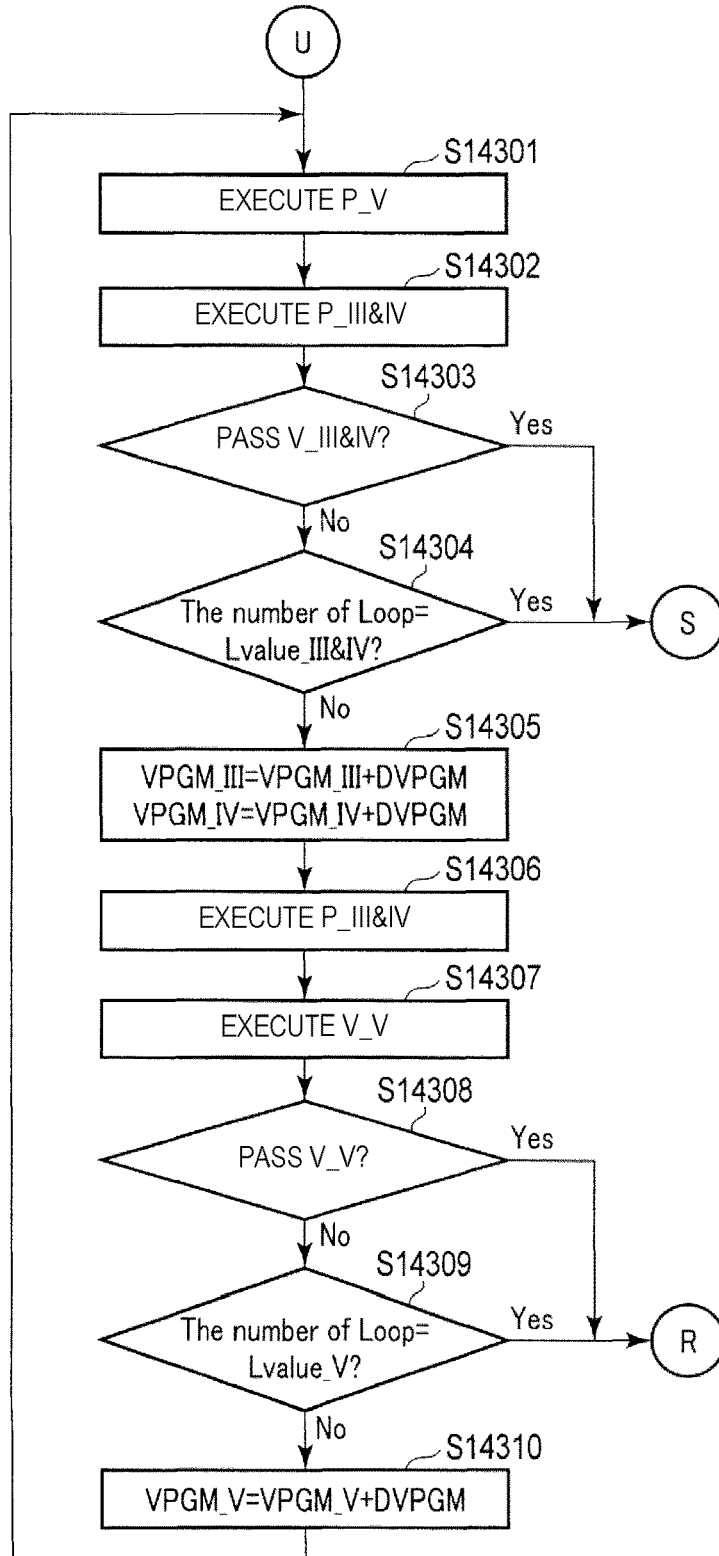 U
S14301
EXECUTE P_V
S14302
EXECUTE P_III&IV
S14303
PASS V_III&IV?
Yes
No
S14304
The number of Loop=
Lvalue_III&IV?
Yes
S
No
S14305
VPGM_III=VPGM_III+DVPGM
VPGM_IV=VPGM_IV+DVPGM
S14306
EXECUTE P_III&IV
S14307
EXECUTE V_V
S14308
PASS V_V?
Yes
No
S14309
The number of Loop=
Lvalue_V?
Yes
R
No
S14310
VPGM_V=VPGM_V+DVPGM